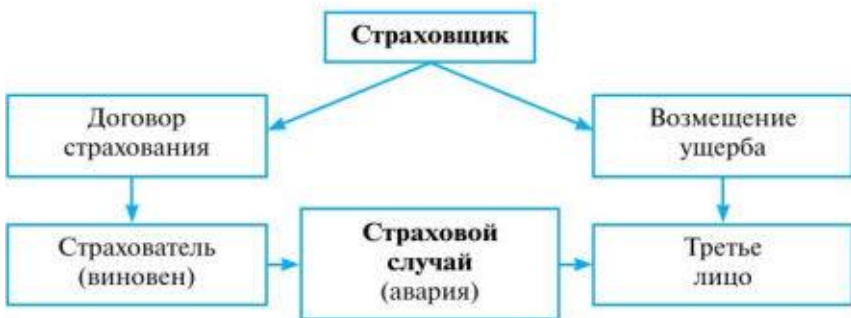 Страховщик
Договор
страхования
Возмещение
ущерба
Страхователь
(виновен)
Страховой
случай
(авария)
Третье
лицо